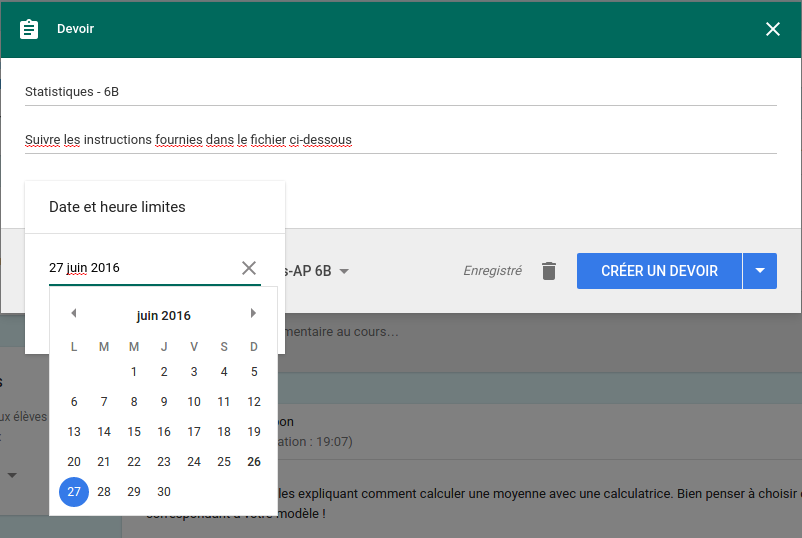 Devoir
Statistiques - 6B
Suivre les instructions fournies dans le fichier ci-dessous
Date et heure limites
27 juin 2016
s-AP 6B
Enregistré
CRÉER UN DEVOIR
juin 2016
L M M J V S D
1 2 3 4 5
6 7 8 9 10 11 12
13 14 15 16 17 18 19
20 21 22 23 24 25 26
27 28 29 30
mentaire au cours...
s
ux élèves
on
ation : 19:07)
les expliquant comment calculer une moyenne avec une calculatrice. Bien penser à choisir
votre modèle !